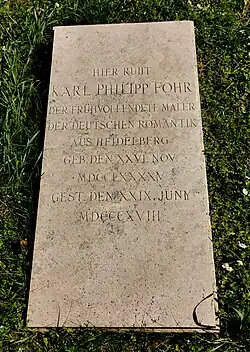 HIER RUHT
KARL PHILIPP FOHR
DER FRÜHVOLLENDETE MALER
DER DEUTSCHEN ROMANTIK
AUS HEIDELBERG
GEB. DEN XXVI. NOV.
MDCCLXXXXV
GEST. DEN XXIX. JUNY
MDCCCXVIII